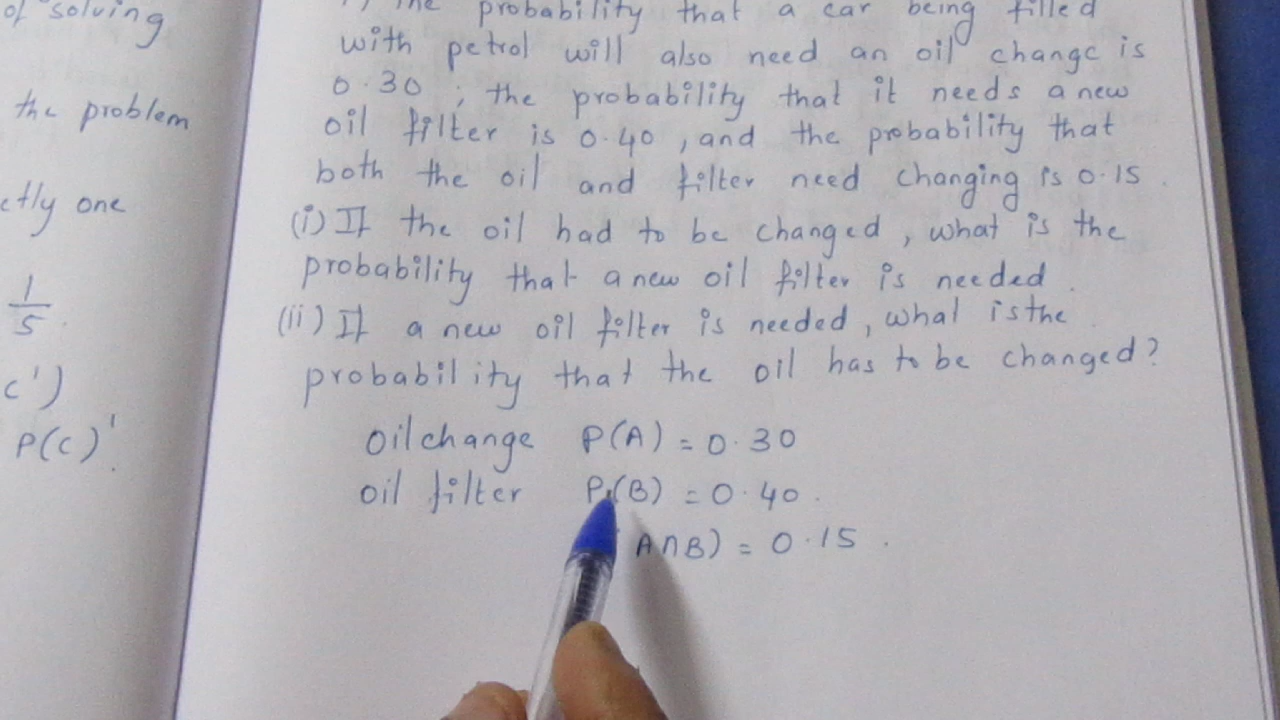 of solving
the problem
ctly one
1
5
c')
P(C)'.
The probability that a car being filled
with petrol will also need an oil change is
0.30 ; the probability that it needs a new
oil filter is 0.40 , and the probability that
both the oil and filter need changing is 0.15 .
(i) If the oil had to be changed , what is the
probability that a new oil filter is needed .
(ii) If a new oil filter is needed , what is the
probability that the oil has to be changed ?
oil change P(A) = 0.30
oil filter P(B) = 0.40 .
A∩B) = 0.15 .